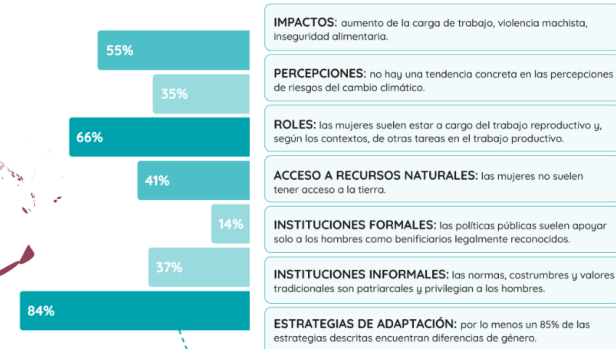 IMPACTOS: aumento de la carga de trabajo, violencia machista,
inseguridad alimentaria.
55%
PERCEPCIONES: no hay una tendencia concreta en las percepciones
de riesgos del cambio climático.
35%
ROLES: las mujeres suelen estar a cargo del trabajo reproductivo y,
según los contextos, de otras tareas en el trabajo productivo.
66%
ACCESO A RECURSOS NATURALES: las mujeres no suelen
tener acceso a la tierra.
41%
INSTITUCIONES FORMALES: las políticas públicas suelen apoyar
solo a los hombres como benificiarios legalmente reconocidos.
14%
INSTITUCIONES INFORMALES: las normas, costrumbres y valores
tradicionales son patriarcales y privilegian a los hombres.
37%
ESTRATEGIAS DE ADAPTACIÓN: por lo menos un 85% de las
estrategias descritas encuentran diferencias de género.
84%